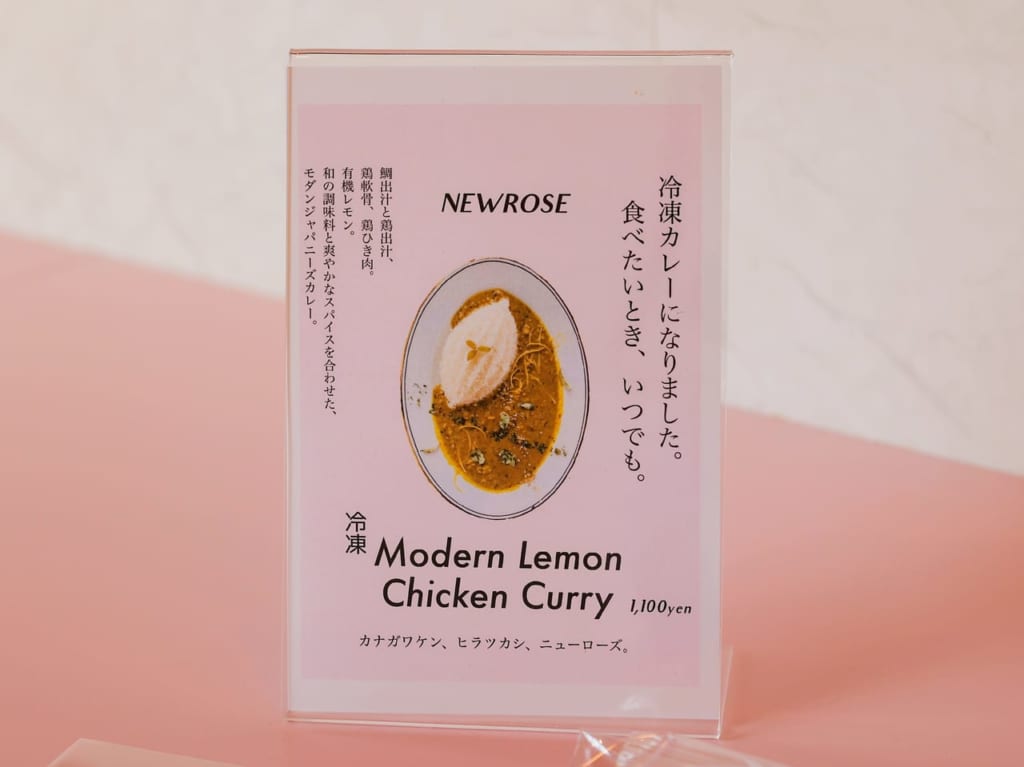 冷凍カレーになりました。
食べたいとき、いつでも。
NEWROSE
鯛出汁と鶏出汁、
鶏軟骨、鶏ひき肉。
有機レモン。
和の調味料と爽やかなスパイスを合わせた、
モダンジャパニーズカレー。
冷凍
Modern Lemon
Chicken Curry 1,100yen
カナガワケン、ヒラツカシ、ニューローズ。